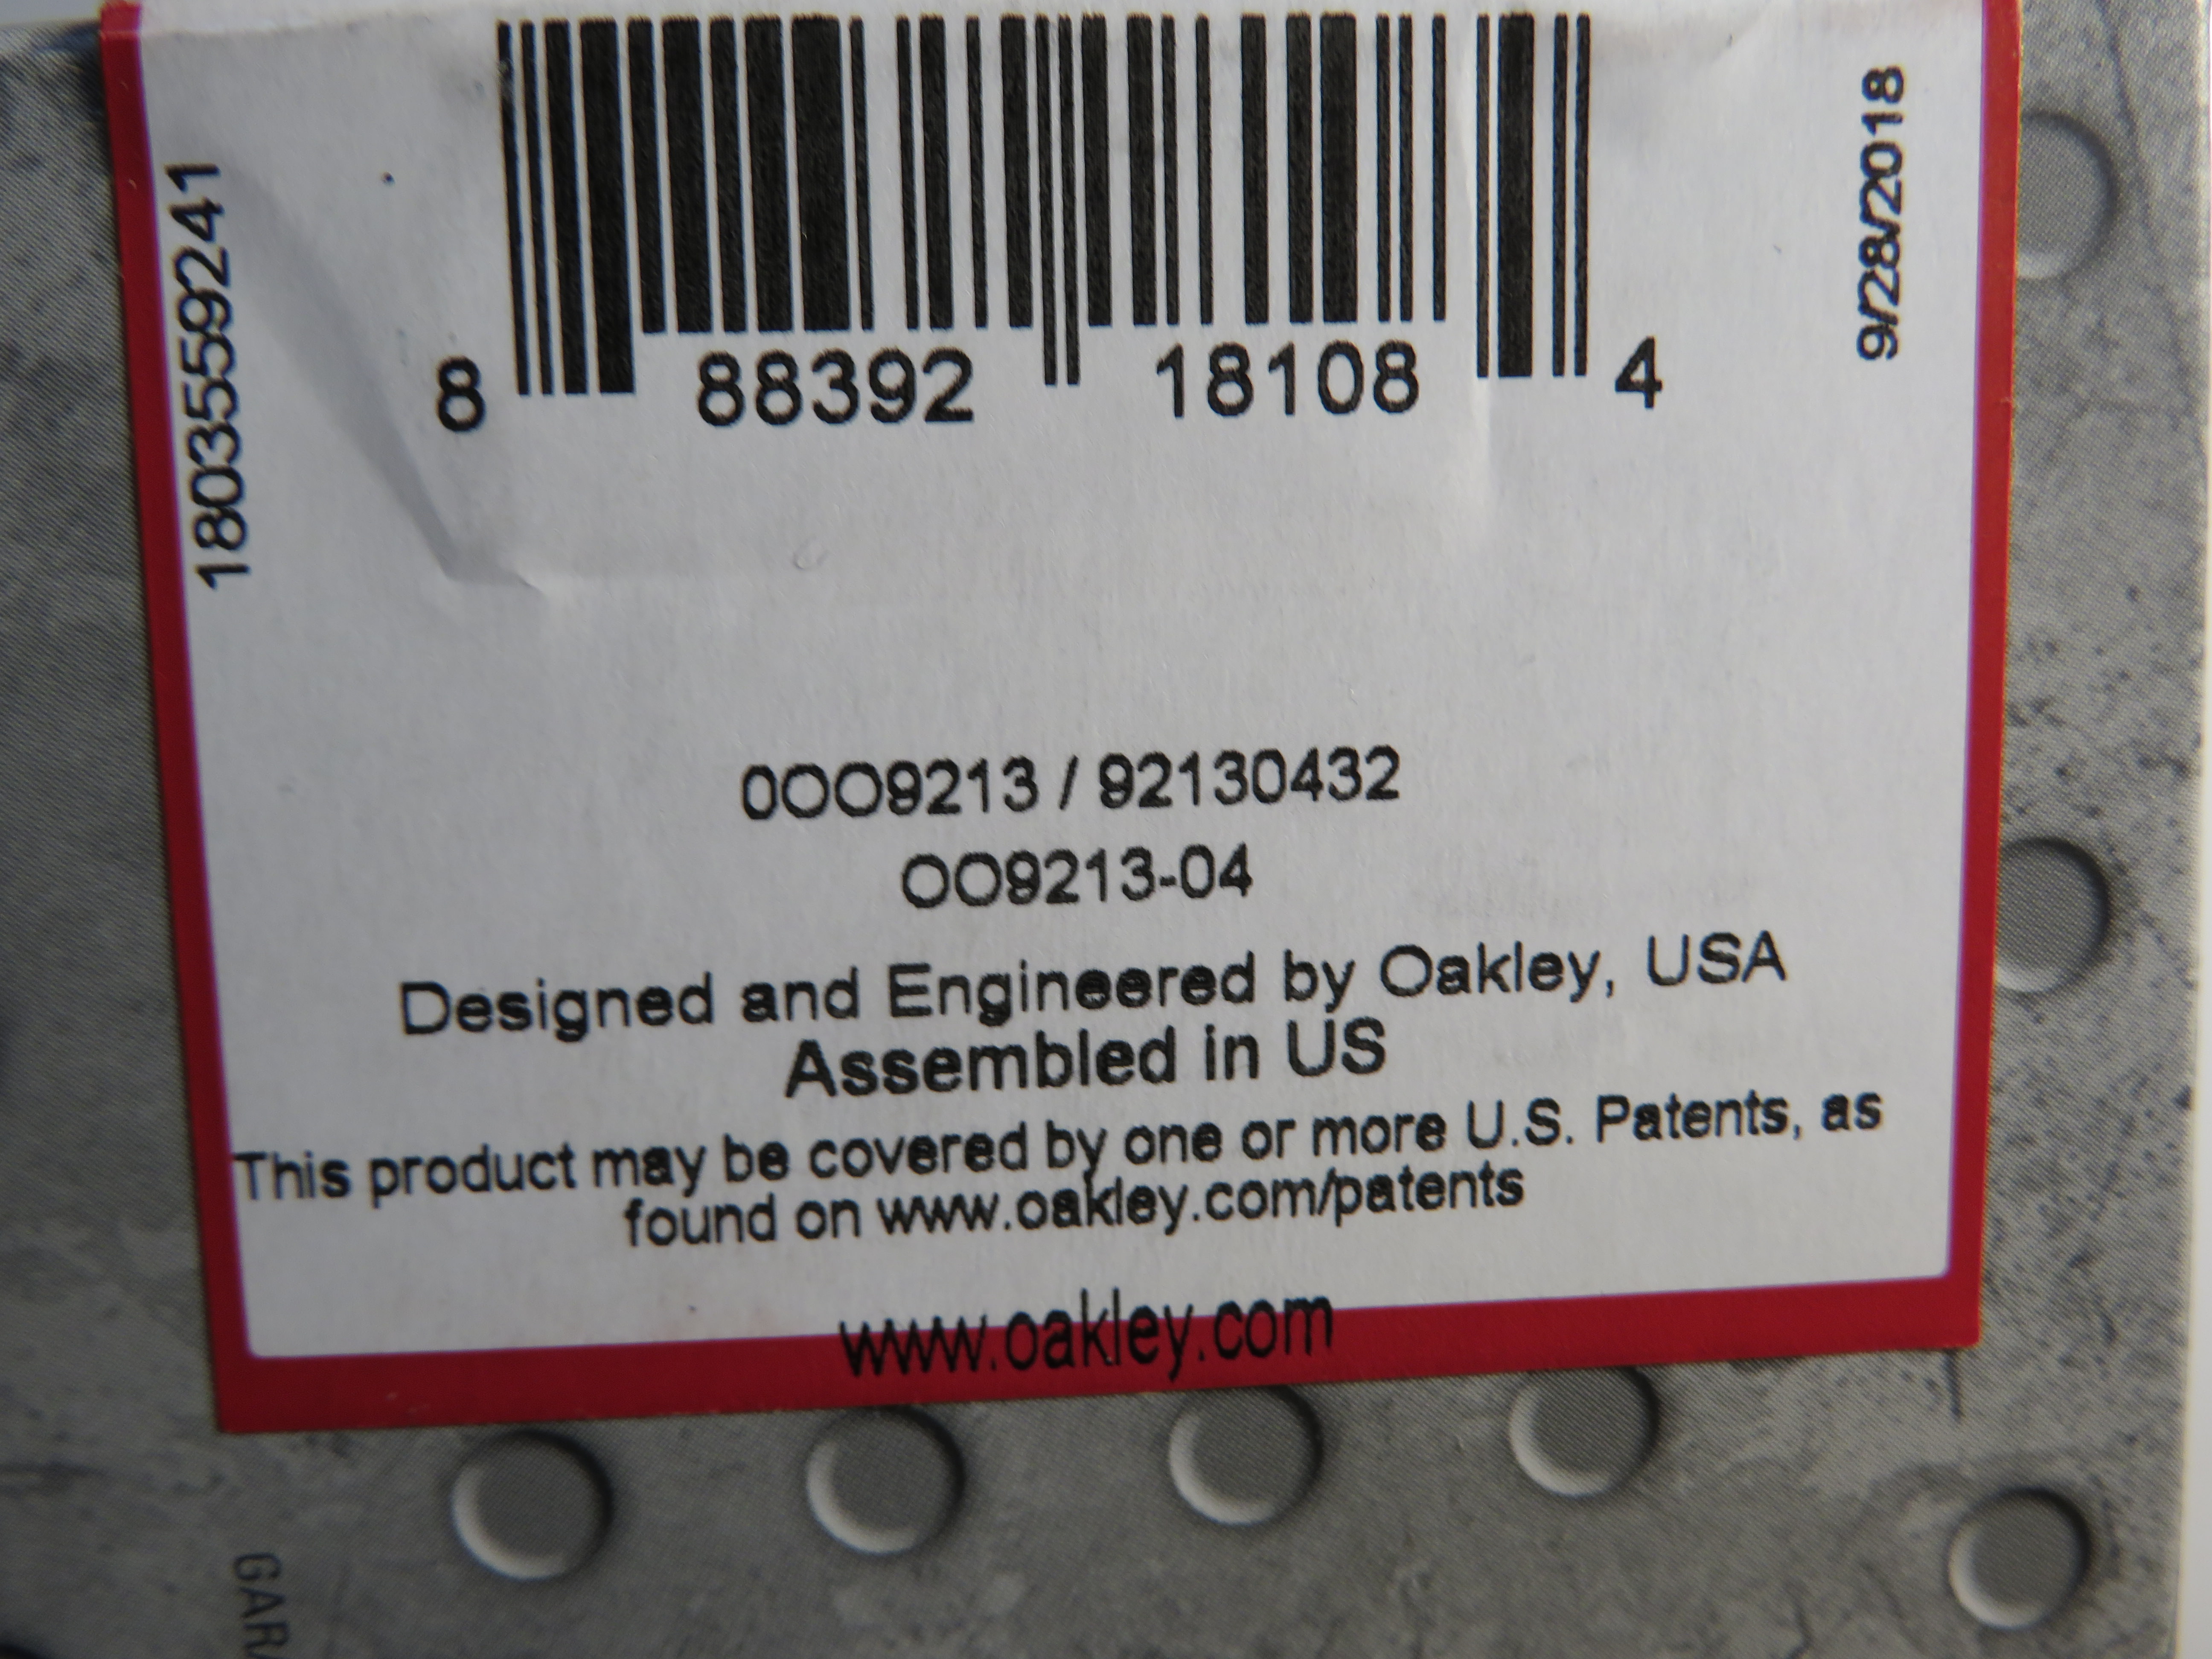 1803559241
9/28/2018
8 88392 18108 4
0OO9213 / 92130432
OO9213-04
Designed and Engineered by Oakley, USA
Assembled in US
This product may be covered by one or more U.S. Patents, as
found on www.oakley.com/patents
www.oakley.com